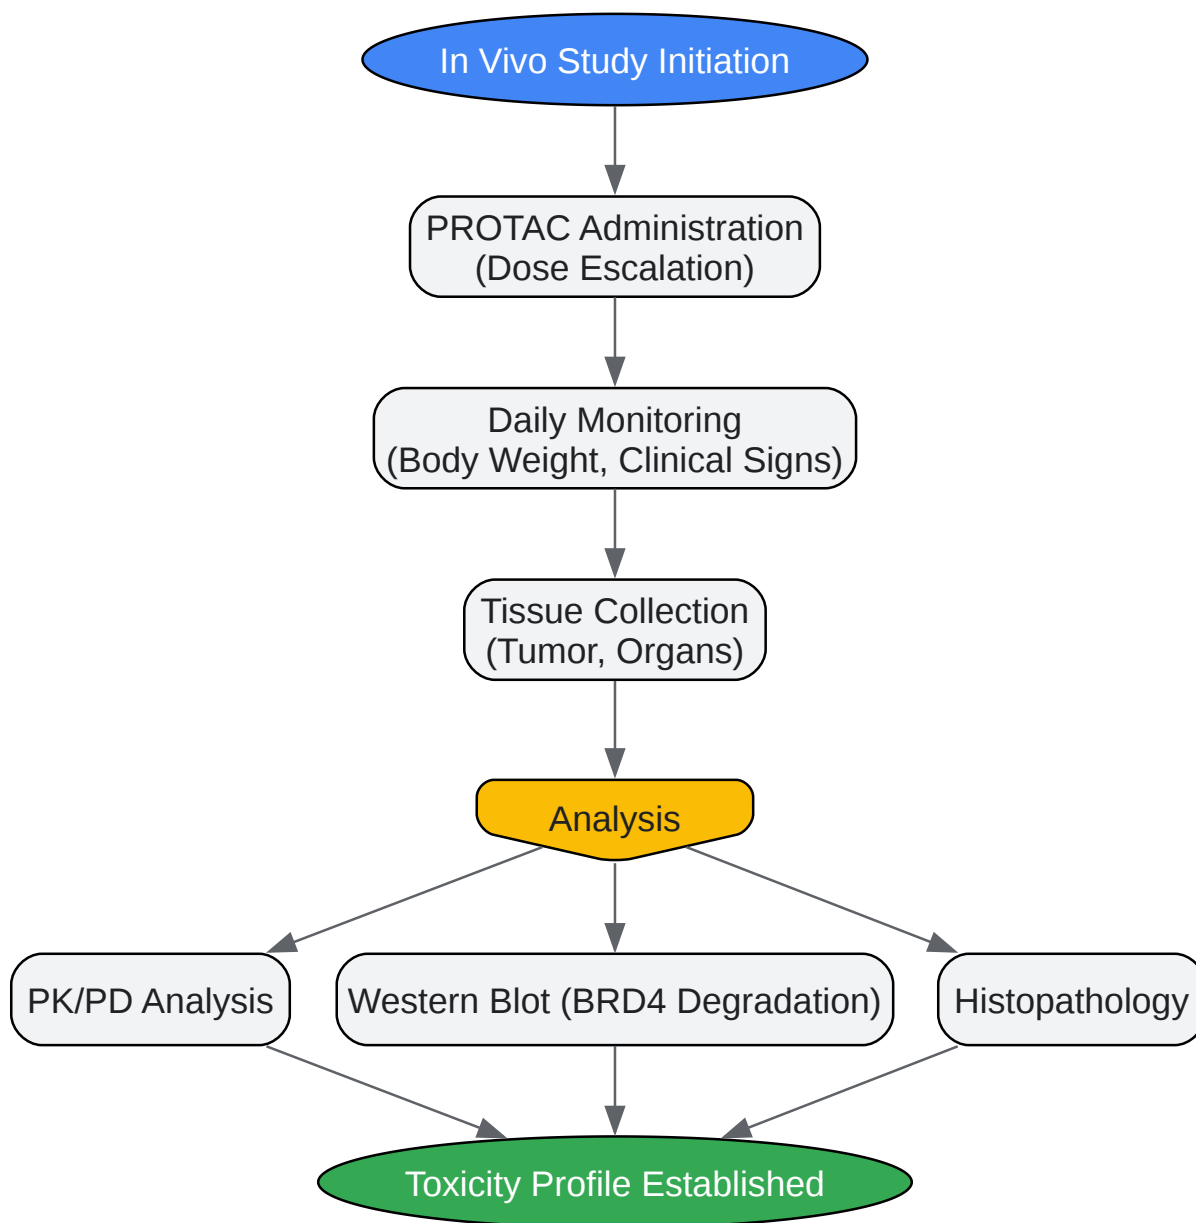 In Vivo Study Initiation
PROTAC Administration
(Dose Escalation)
Daily Monitoring
(Body Weight, Clinical Signs)
Tissue Collection
(Tumor, Organs)
Analysis
PK/PD Analysis
Western Blot (BRD4 Degradation)
Histopathology
Toxicity Profile Established